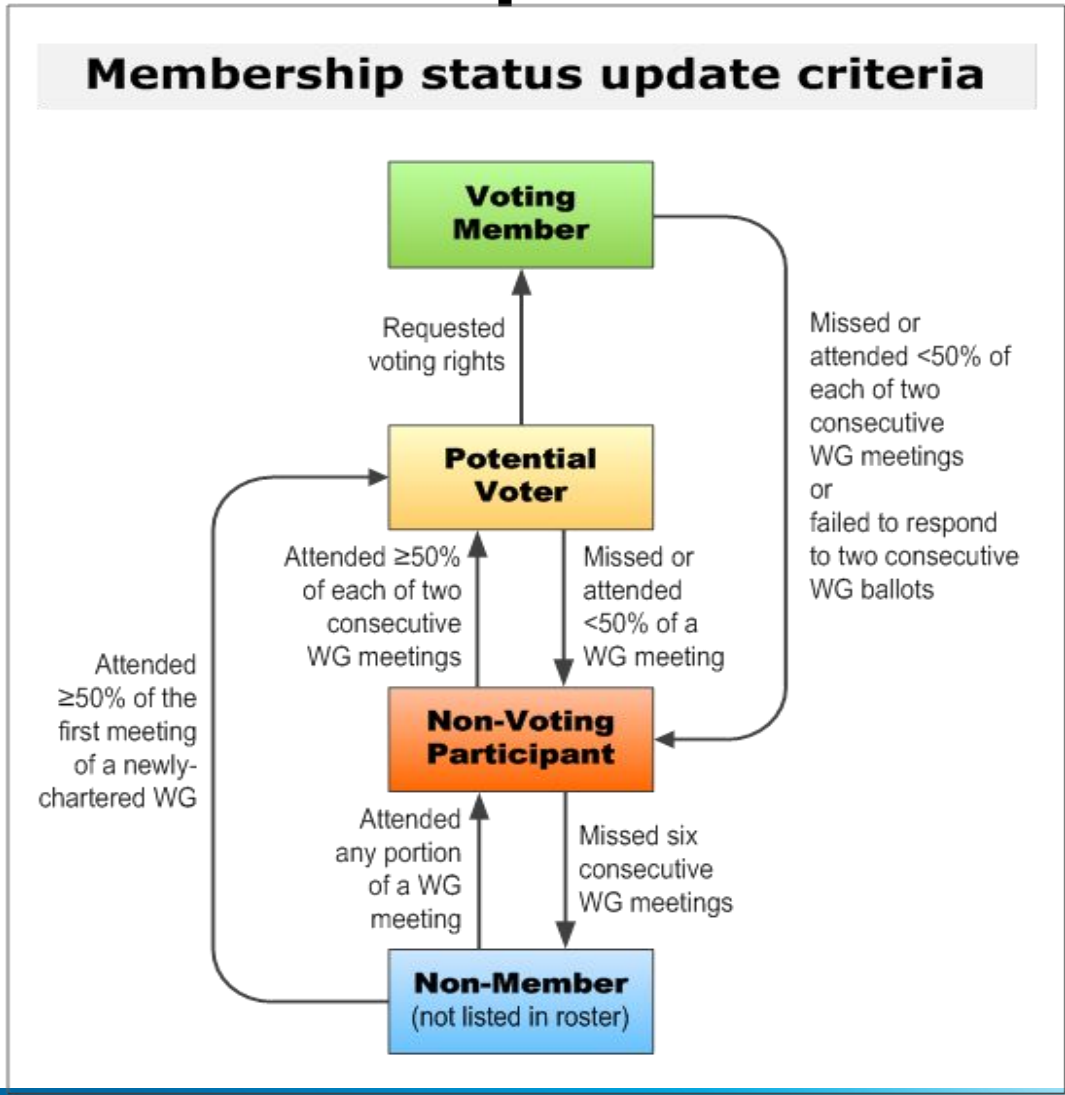 Membership status update criteria
Voting
Member
Requested
voting rights
Missed or
attended <50% of
each of two
consecutive
WG meetings
or
failed to respond
to two consecutive
WG ballots
Potential
Voter
Attended ≥50%
of each of two
consecutive
WG meetings
Missed or
attended
<50% of a
WG meeting
Attended
≥50% of the
first meeting
of a newly-
chartered WG
Non-Voting
Participant
Attended
any portion
of a WG
meeting
Missed six
consecutive
WG meetings
Non-Member
(not listed in roster)